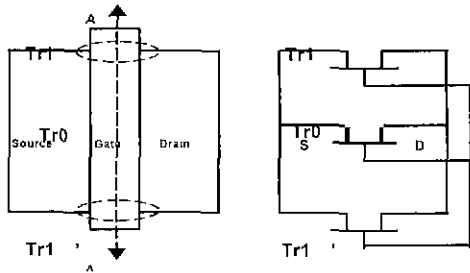 A
Tr1
Tr0
Source
Gate
Drain
Tr1 '
A
Tr1
Tr0
S
D
Tr1 '